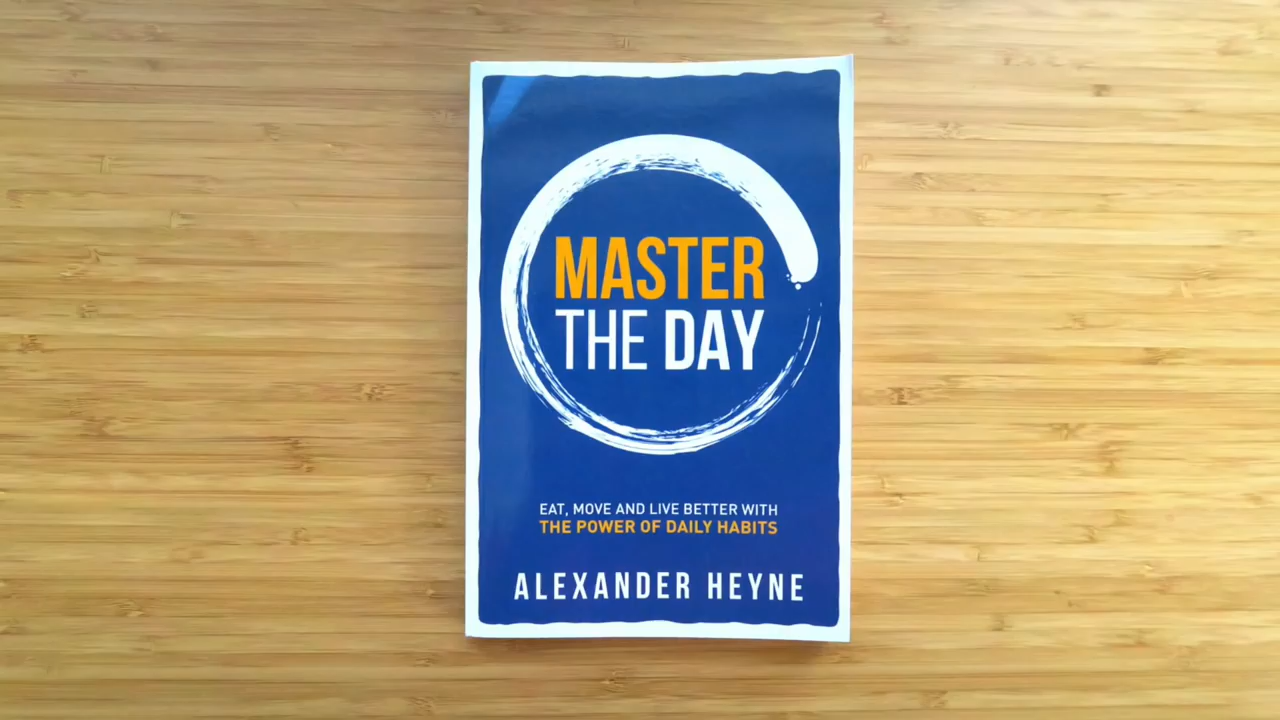 MASTER
THE DAY
EAT, MOVE AND LIVE BETTER WITH
THE POWER OF DAILY HABITS
ALEXANDER HEYNE